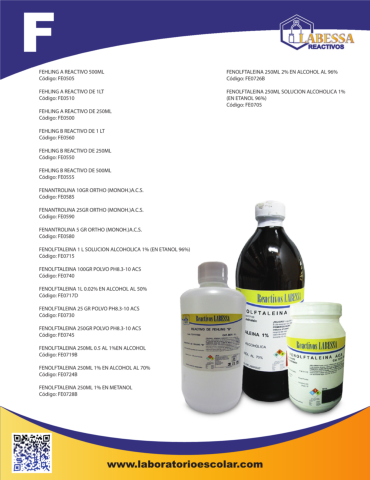 F
LABESSA
REACTIVOS
FEHLING A REACTIVO 500ML
Código: FE0505
FEHLING A REACTIVO DE 1LT
Código: FE0510
FEHLING A REACTIVO DE 250ML
Código: FE0500
FEHLING B REACTIVO DE 1 LT
Código: FE0560
FEHLING B REACTIVO DE 250ML
Código: FE0550
FEHLING B REACTIVO DE 500ML
Código: FE0555
FENANTROLINA 10GR ORTHO (MONOH.)A.C.S.
Código: FE0585
FENANTROLINA 25GR ORTHO (MONOH.)A.C.S.
Código: FE0590
FENANTROLINA 5 GR ORTHO (MONOH.)A.C.S.
Código: FE0580
FENOLFTALEINA 1 L SOLUCION ALCOHOLICA 1% (EN ETANOL 96%)
Código: FE0715
FENOLFTALEINA 100GR POLVO PH8.3-10 ACS
Código: FE0740
FENOLFTALEINA 1L 0.02% EN ALCOHOL AL 50%
Código: FE0717D
FENOLFTALEINA 25 GR POLVO PH8.3-10 ACS
Código: FE0730
FENOLFTALEINA 250GR POLVO PH8.3-10 ACS
Código: FE0745
FENOLFTALEINA 250ML 0.5 AL 1%EN ALCOHOL
Código: FE0719B
FENOLFTALEINA 250ML 1% EN ALCOHOL AL 70%
Código: FE0724B
FENOLFTALEINA 250ML 1% EN METANOL
Código: FE0728B
FENOLFTALEINA 250ML 2% EN ALCOHOL AL 96%
Código: FE0726B
FENOLFTALEINA 250ML SOLUCION ALCOHOLICA 1%
(EN ETANOL 96%)
Código: FE0705
Reactivos LABESSA
REACTIVO DE FEHLING "B"
Reactivos LABESSA
Reactivos LABESSA
www.laboratorioescolar.com